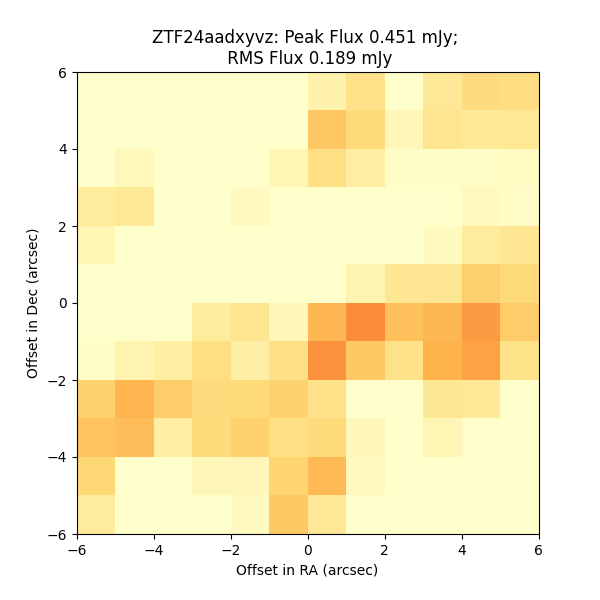 ZTF24aadxyvz: Peak Flux 0.451 mJy;
RMS Flux 0.189 mJy
6
4
2
0
−2
−4
−6
Offset in Dec (arcsec)
−6 −4 −2 0 2 4 6
Offset in RA (arcsec)